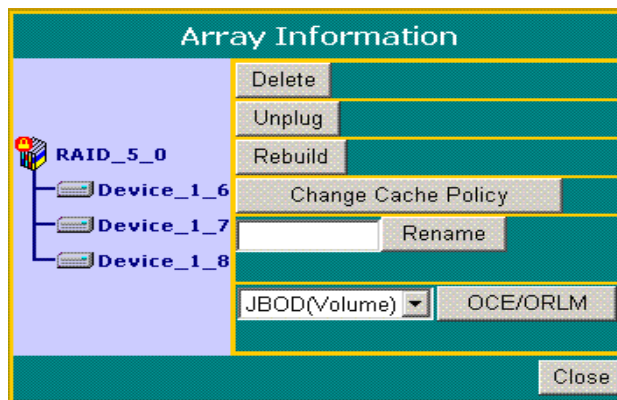 Array Information
Delete
Unplug
RAID_5_0
Rebuild
Device_1_6
Change Cache Policy
Device_1_7
Rename
Device_1_8
JBOD(Volume)
OCE/ORLM
Close